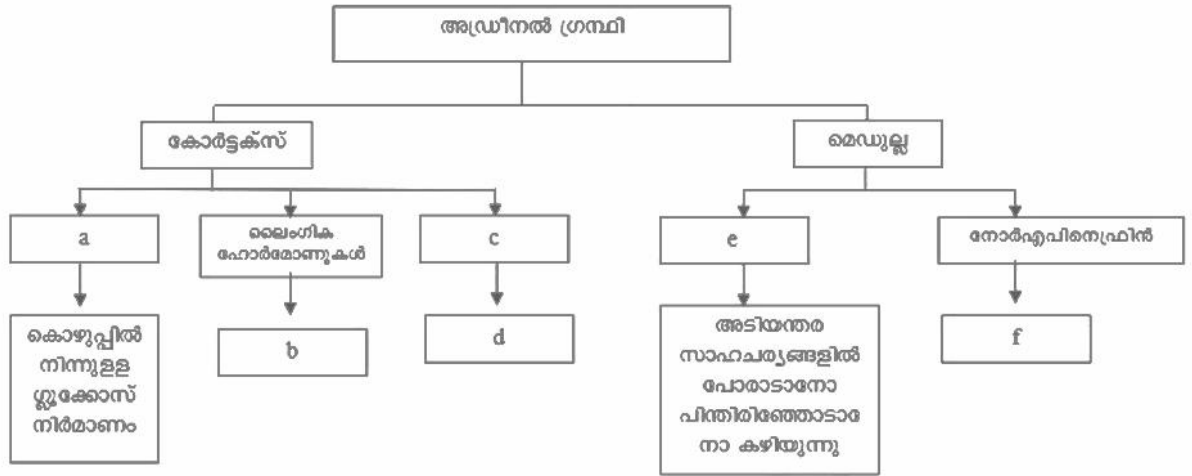 അഡ്രീനൽ ഗ്രന്ഥി
കോർട്ടക്സ്
മെഡുല്ല
a
ലൈംഗിക
ഹോർമോണുകൾ
c
e
നോർഎപിനെഫ്രിൻ
കൊഴുപ്പിൽ
നിന്നുള്ള
ഗ്ലൂക്കോസ്
നിർമാണം
b
d
അടിയന്തര
സാഹചര്യങ്ങളിൽ
പോരാടാനോ
പിന്തിരിഞ്ഞോടാ
നോ കഴിയുന്നു
f